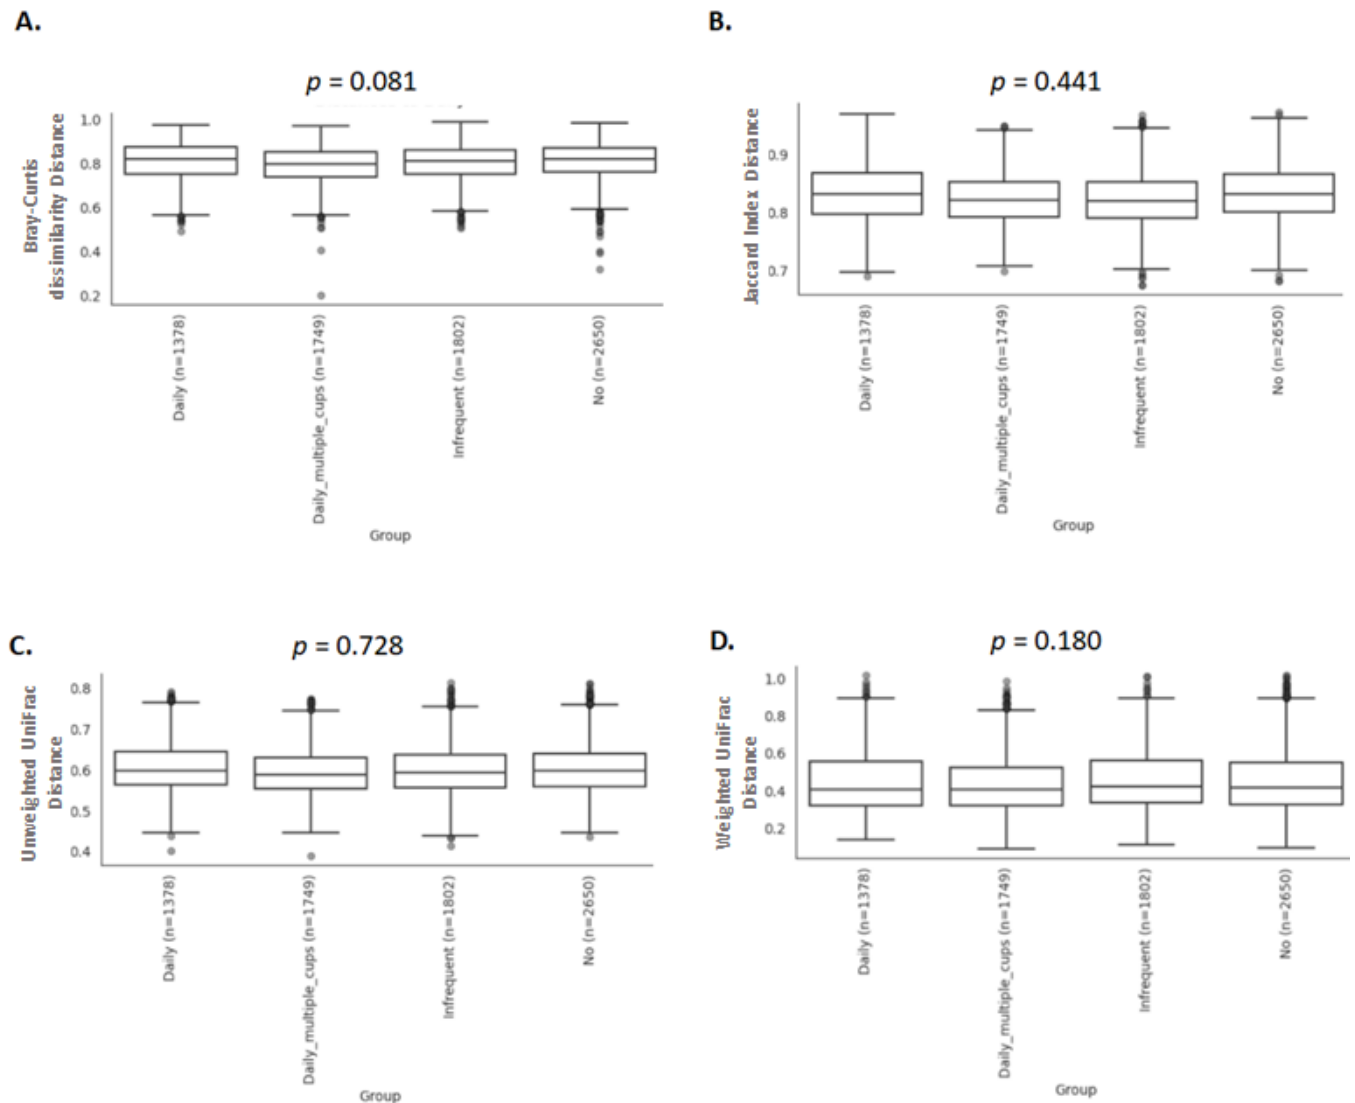 A.
p = 0.081
Bray-Curtis
dissimilarity Distance
1.0
0.8
0.6
0.4
0.2
Daily (n=1378)
Daily_multiple_cups (n=1749)
Infrequent (n=1802)
No (n=2650)
Group
B.
p = 0.441
Jaccard Index Distance
0.9
0.8
0.7
Daily (n=1378)
Daily_multiple_cups (n=1749)
Infrequent (n=1802)
No (n=2650)
Group
C.
p = 0.728
Unweighted UniFrac
Distance
0.8
0.7
0.6
0.5
0.4
Daily (n=1378)
Daily_multiple_cups (n=1749)
Infrequent (n=1802)
No (n=2650)
Group
D.
p = 0.180
Weighted UniFrac
Distance
1.0
0.8
0.6
0.4
0.2
Daily (n=1378)
Daily_multiple_cups (n=1749)
Infrequent (n=1802)
No (n=2650)
Group